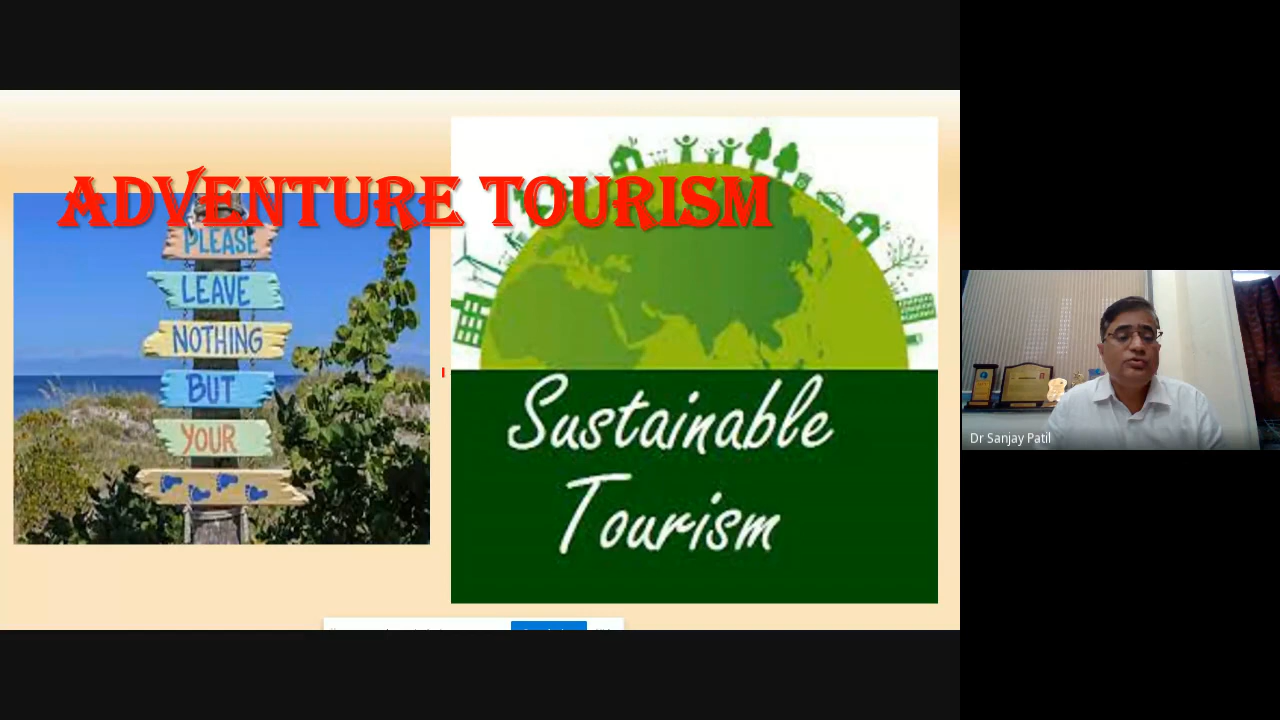 ADVENTURE TOURISM
PLEASE
LEAVE
NOTHING
BUT
YOUR
Sustainable
Tourism
Dr Sanjay Patil